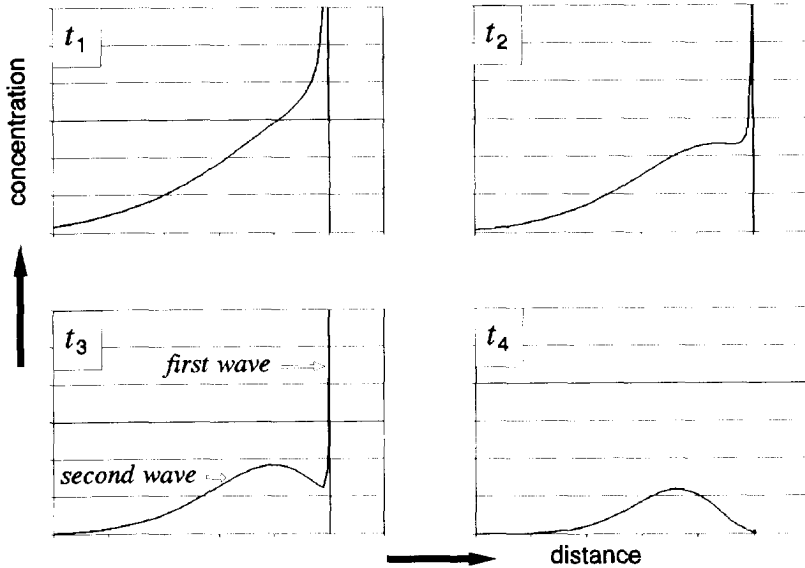 t1
t2
concentration
t3
first wave
second wave
t4
distance